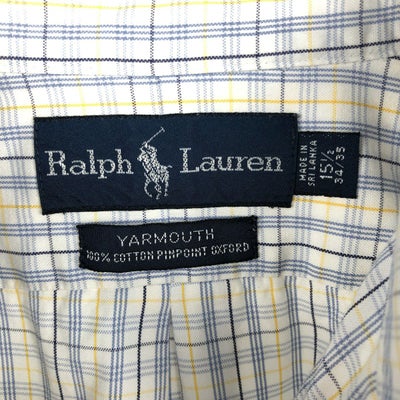 Ralph Lauren
MADE IN
SRI LANKA
15½
34/35
YARMOUTH
100% COTTON PINPOINT OXFORD